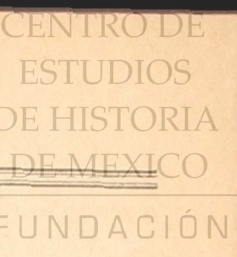 CENTRO DE
ESTUDIOS
DE HISTORIA
DE MEXICO
FUNDACIÓN